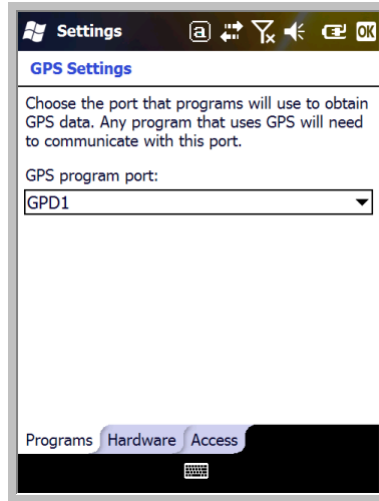 Settings a OK
GPS Settings
Choose the port that programs will use to obtain
GPS data. Any program that uses GPS will need
to communicate with this port.
GPS program port:
GPD1
Programs Hardware Access